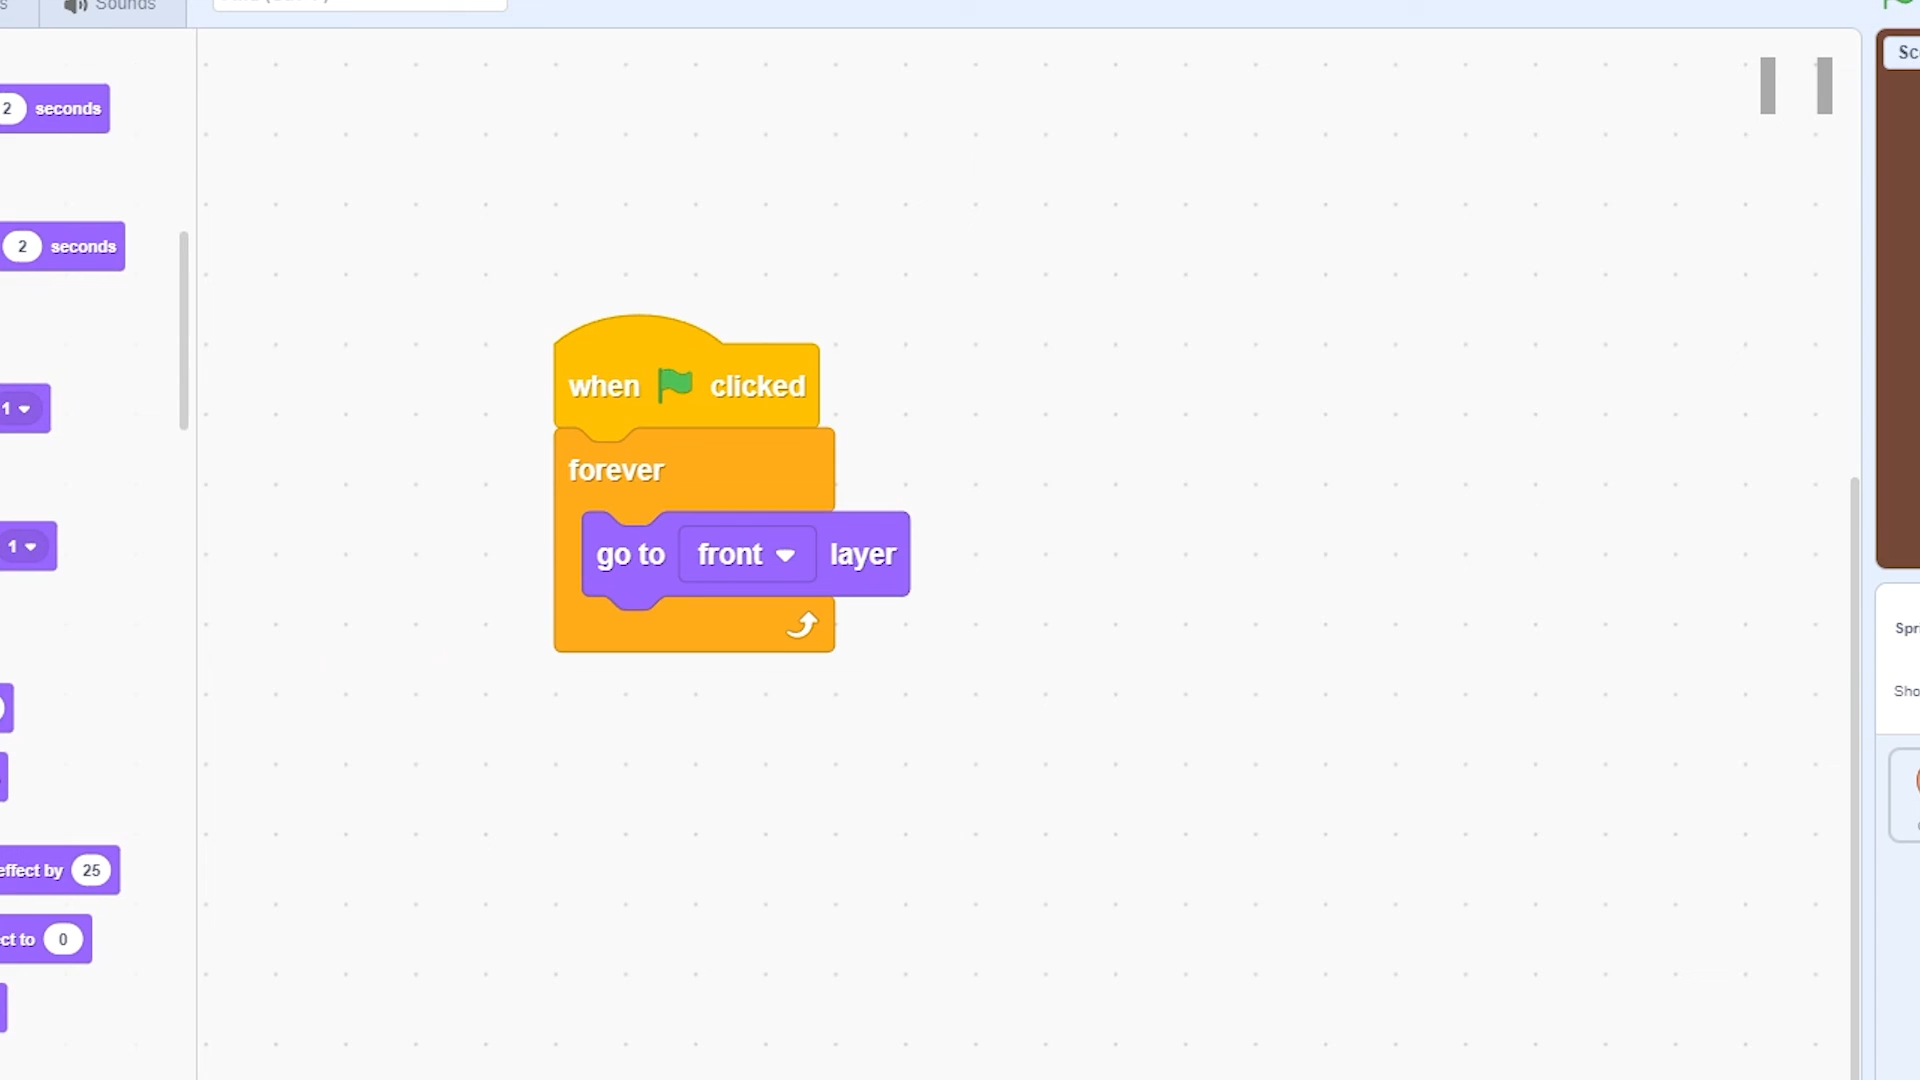 Sounds
2 seconds
2 seconds
1
1
effect by 25
ct to 0
when clicked
forever
go to front layer
Sc
Spri
Sho